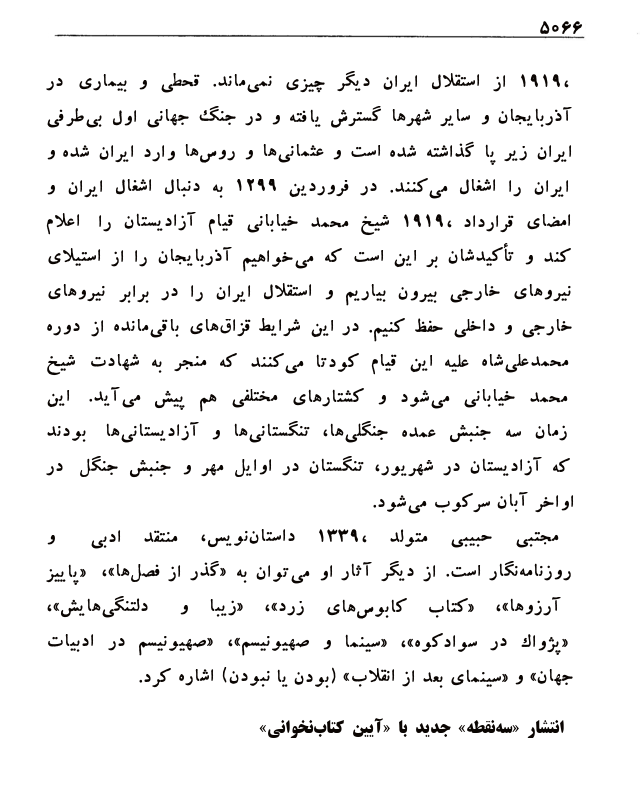 ۵۰۶۶
،۱۹۱۹ از استقلال ایران دیگر چیزی نمی‌ماند. قحطی و بیماری در
آذربایجان و سایر شهرها گسترش یافته و در جنگ جهانی اول بی‌طرفی
ایران زیر پا گذاشته شده است و عثمانی‌ها و روس‌ها وارد ایران شده و
ایران را اشغال می‌کنند. در فروردین ۱۲۹۹ به دنبال اشغال ایران و
امضای قرارداد ،۱۹۱۹ شیخ محمد خیابانی قیام آزادیستان را اعلام
کند و تأکیدشان بر این است که می‌خواهیم آذربایجان را از استیلای
نیروهای خارجی بیرون بیاریم و استقلال ایران را در برابر نیروهای
خارجی و داخلی حفظ کنیم. در این شرایط قزاق‌های باقی‌مانده از دوره
محمدعلی‌شاه علیه این قیام کودتا می‌کنند که منجر به شهادت شیخ
محمد خیابانی می‌شود و کشتارهای مختلفی هم پیش می‌آید. این
زمان سه جنبش عمده جنگلی‌ها، تنگستانی‌ها و آزادیستانی‌ها بودند
که آزادیستان در شهریور، تنگستان در اوایل مهر و جنبش جنگل در
اواخر آبان سرکوب می‌شود.
مجتبی حبیبی متولد ،۱۳۳۹ داستان‌نویس، منتقد ادبی و
روزنامه‌نگار است. از دیگر آثار او می‌توان به «گذر از فصل‌ها»، «پاییز
آرزوها»، «کتاب کابوس‌های زرد»، «زیبا و دلتنگی‌هایش»،
«پژواک در سوادکوه»، «سینما و صهیونیسم»، «صهیونیسم در ادبیات
جهان» و «سینمای بعد از انقلاب» (بودن یا نبودن) اشاره کرد.
انتشار «سه‌نقطه» جدید با «آیین کتاب‌نخوانی»